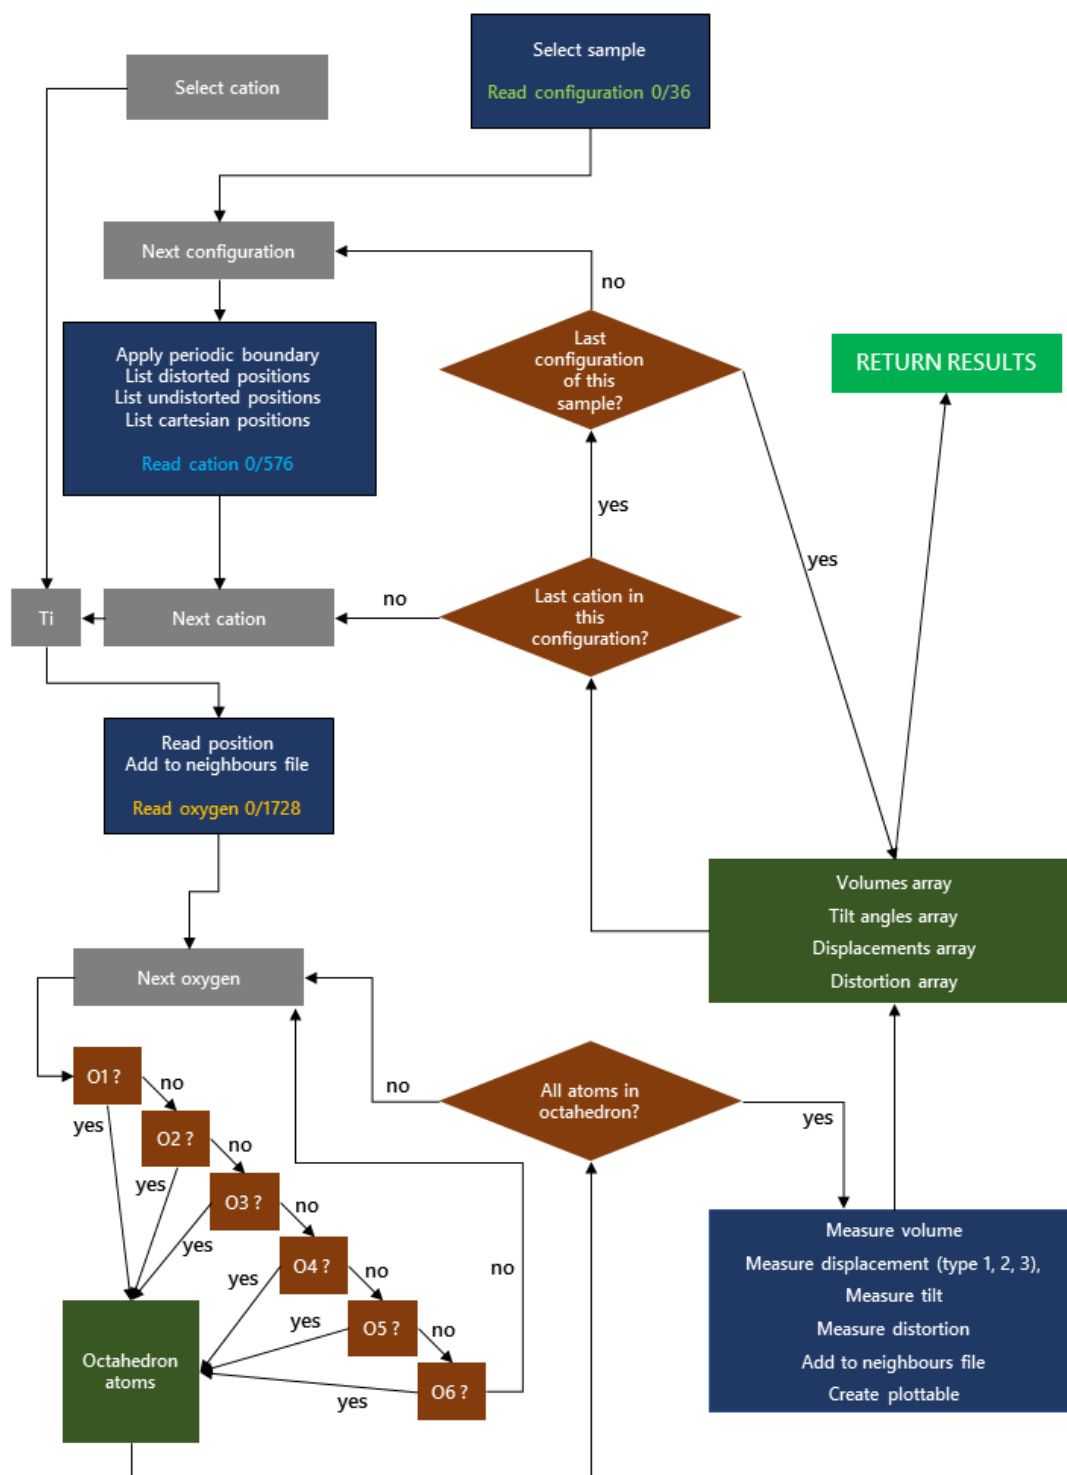 Select sample
Read configuration 0/36
Select cation
Next configuration
no
Last
configuration
of this
sample?
RETURN RESULTS
Apply periodic boundary
List distorted positions
List undistorted positions
List cartesian positions
Read cation 0/576
yes
yes
no
Last cation in
this
configuration?
Ti
Next cation
Read position
Add to neighbours file
Read oxygen 0/1728
Volumes array
Tilt angles array
Displacements array
Distortion array
Next oxygen
O1 ?
no
yes
O2 ?
no
yes
O3 ?
no
yes
O4 ?
no
yes
O5 ?
no
yes
O6 ?
no
yes
no
All atoms in
octahedron?
yes
Octahedron
atoms
Measure volume
Measure displacement (type 1, 2, 3),
Measure tilt
Measure distortion
Add to neighbours file
Create plottable